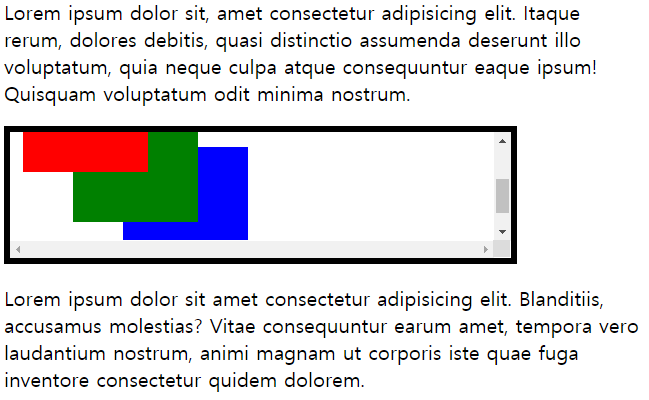 Lorem ipsum dolor sit, amet consectetur adipisicing elit. Itaque
rerum, dolores debitis, quasi distinctio assumenda deserunt illo
voluptatum, quia neque culpa atque consequuntur eaque ipsum!
Quisquam voluptatum odit minima nostrum.
Lorem ipsum dolor sit amet consectetur adipisicing elit. Blanditiis,
accusamus molestias? Vitae consequuntur earum amet, tempora vero
laudantium nostrum, animi magnam ut corporis iste quae fuga
inventore consectetur quidem dolorem.